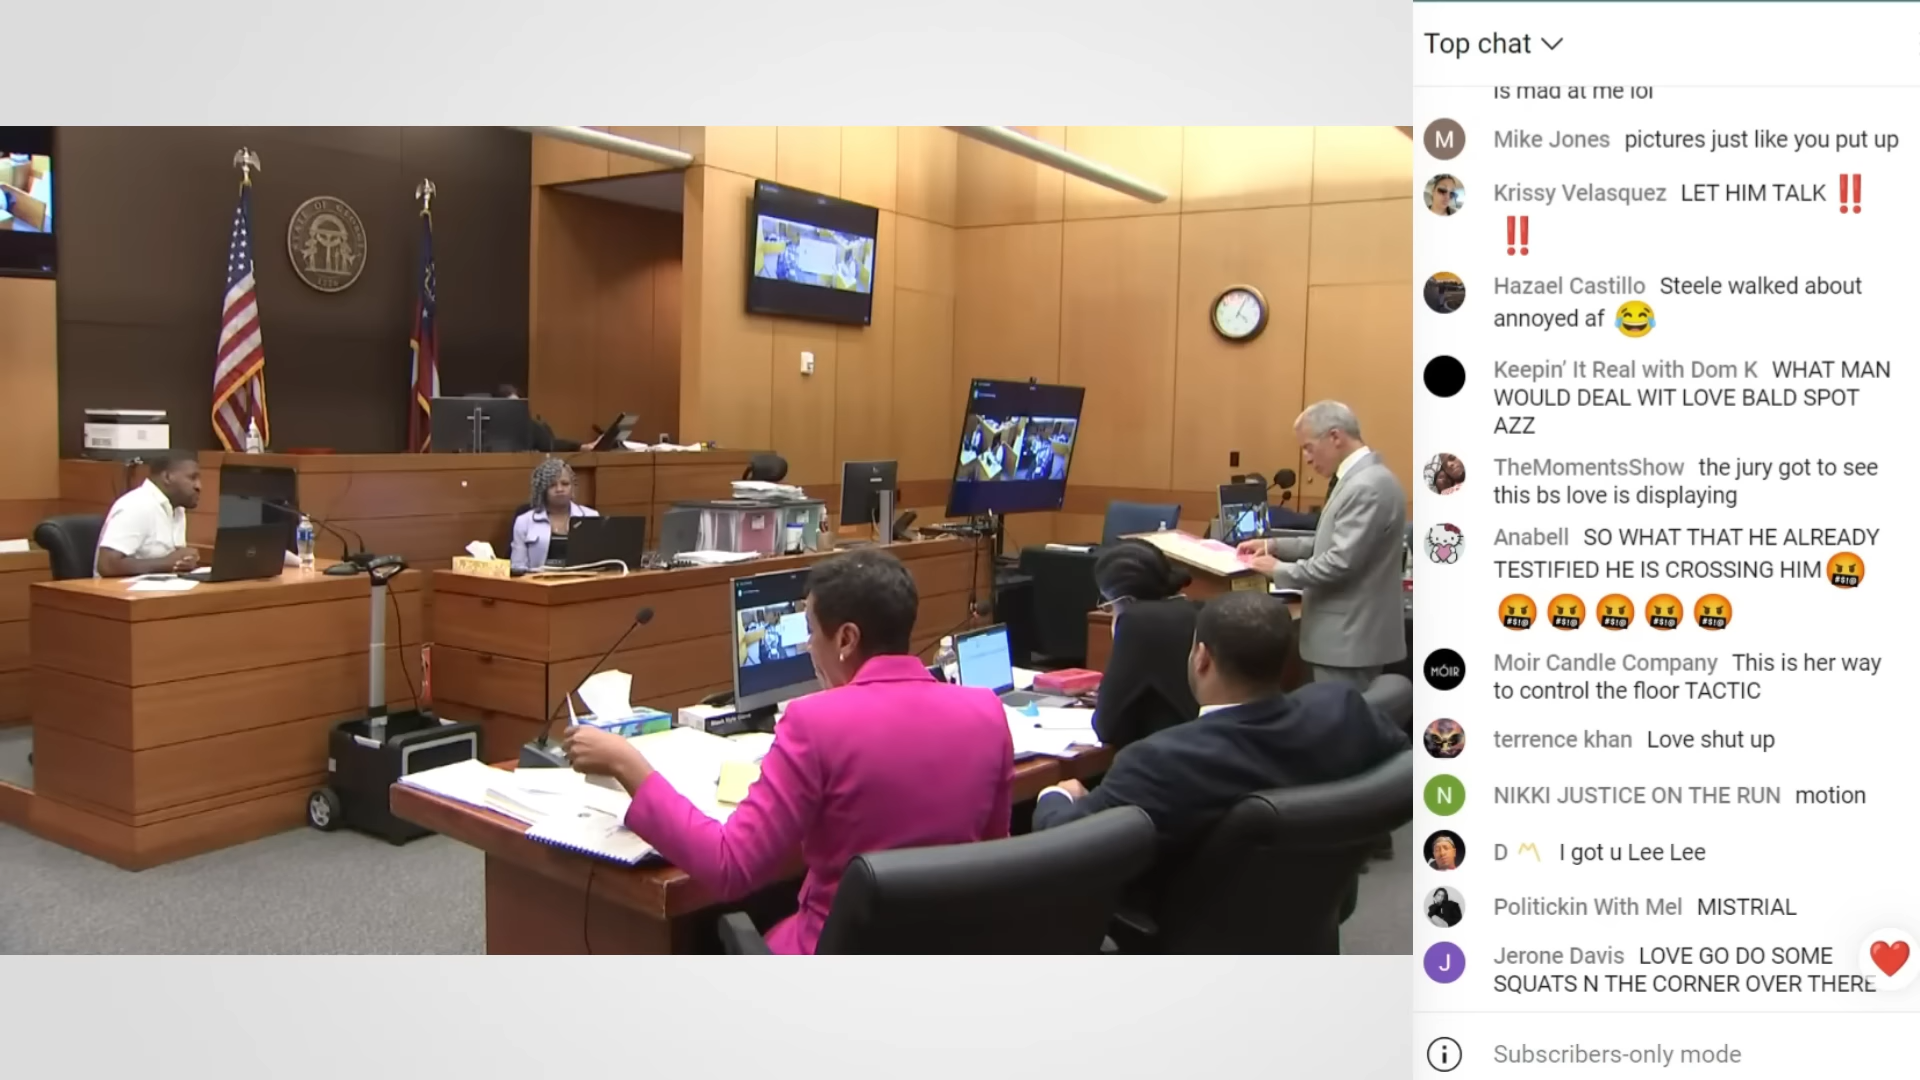 Top chat
is mad at me lol
Mike Jones pictures just like you put up
Krissy Velasquez LET HIM TALK ‼️
‼️
Hazael Castillo Steele walked about
annoyed af 😂
Keepin' It Real with Dom K WHAT MAN
WOULD DEAL WIT LOVE BALD SPOT
AZZ
TheMomentsShow the jury got to see
this bs love is displaying
Anabell SO WHAT THAT HE ALREADY
TESTIFIED HE IS CROSSING HIM🤬
🤬🤬🤬🤬🤬
Moir Candle Company This is her way
to control the floor TACTIC
terrence khan Love shut up
NIKKI JUSTICE ON THE RUN motion
D I got u Lee Lee
Politickin With Mel MISTRIAL
Jerone Davis LOVE GO DO SOME
SQUATS N THE CORNER OVER THERE
Subscribers-only mode
M
MÓIR
N
J
STATE OF GEORGIA
1776